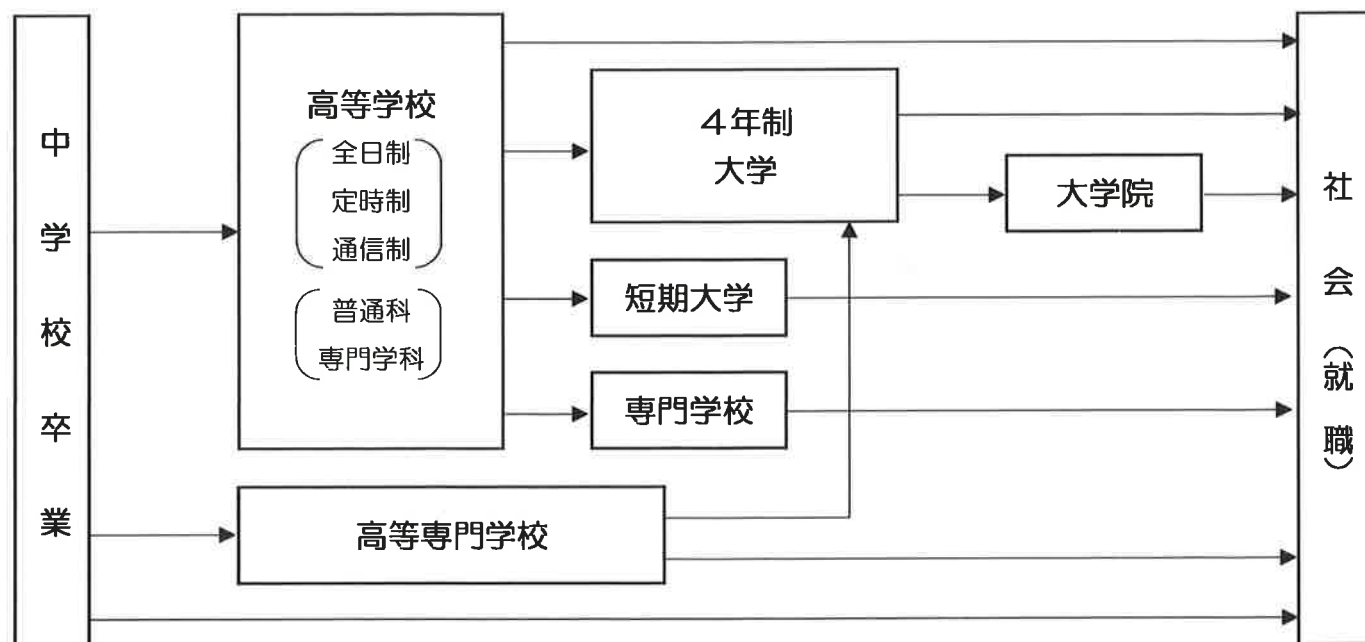 中学校卒業
高等学校
全日制
定時制
通信制
普通科
専門学科
4年制
大学
大学院
短期大学
専門学校
高等専門学校
社会(就職)